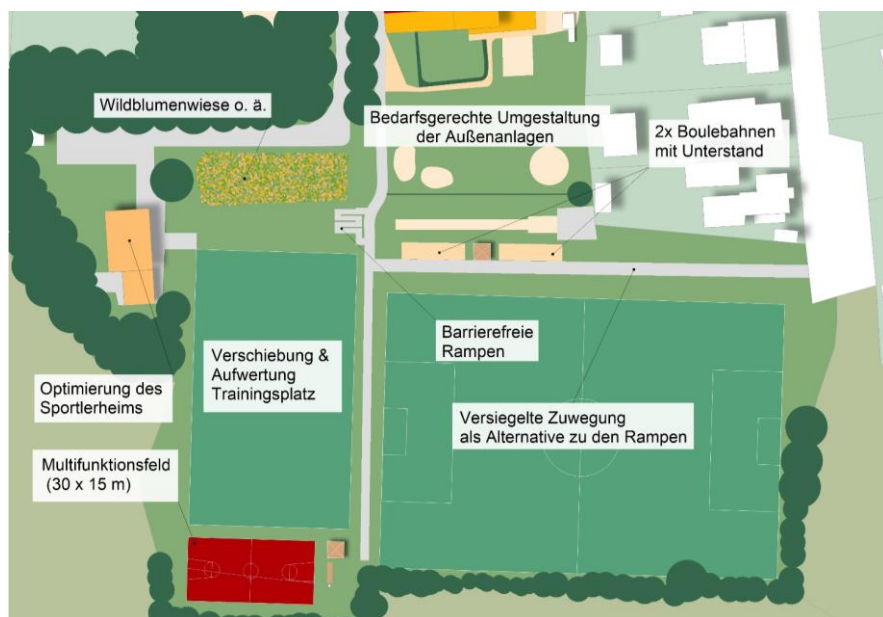 Wildblumenwiese o. ä.
Bedarfsgerechte Umgestaltung
der Außenanlagen
2x Boulebahnen
mit Unterstand
Barrierefreie
Rampen
Verschiebung &
Aufwertung
Trainingsplatz
Optimierung des
Sportlerheims
Versiegelte Zuwegung
als Alternative zu den Rampen
Multifunktionsfeld
(30 x 15 m)